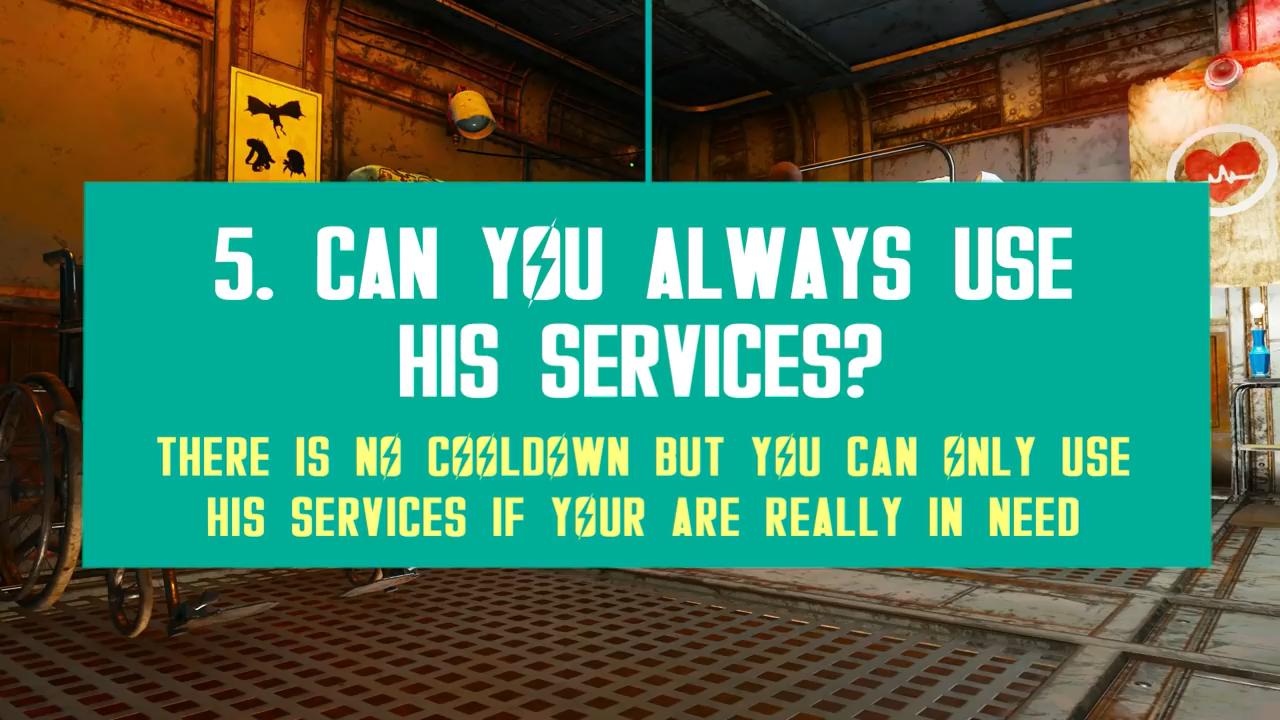 5. CAN YOU ALWAYS USE
HIS SERVICES?
THERE IS NO COOLDOWN BUT YOU CAN ONLY USE
HIS SERVICES IF YOUR ARE REALLY IN NEED